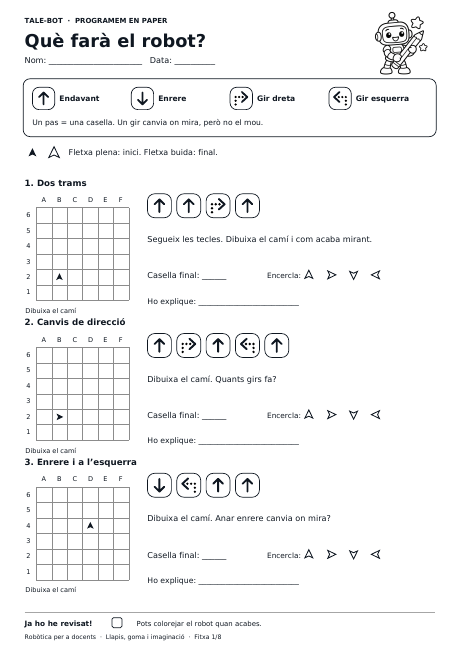 TALE-BOT · PROGRAMEM EN PAPER
Què farà el robot?
Nom: ______________________ Data: __________
Endavant Enrere Gir dreta Gir esquerra
Un pas = una casella. Un gir canvia on mira, però no el mou.
Fletxa plena: inici. Fletxa buida: final.
1. Dos trams
A B C D E F
6
5
4
3
2
1
Dibuixa el camí
Segueix les tecles. Dibuixa el camí i com acaba mirant.
Casella final: ______ Encercla:
Ho explique: ________________________
2. Canvis de direcció
A B C D E F
6
5
4
3
2
1
Dibuixa el camí
Dibuixa el camí. Quants girs fa?
Casella final: ______ Encercla:
Ho explique: ________________________
3. Enrere i a l’esquerra
A B C D E F
6
5
4
3
2
1
Dibuixa el camí
Dibuixa el camí. Anar enrere canvia on mira?
Casella final: ______ Encercla:
Ho explique: ________________________
Ja ho he revisat! Pots colorejar el robot quan acabes.
Robòtica per a docents · Llapis, goma i imaginació · Fitxa 1/8